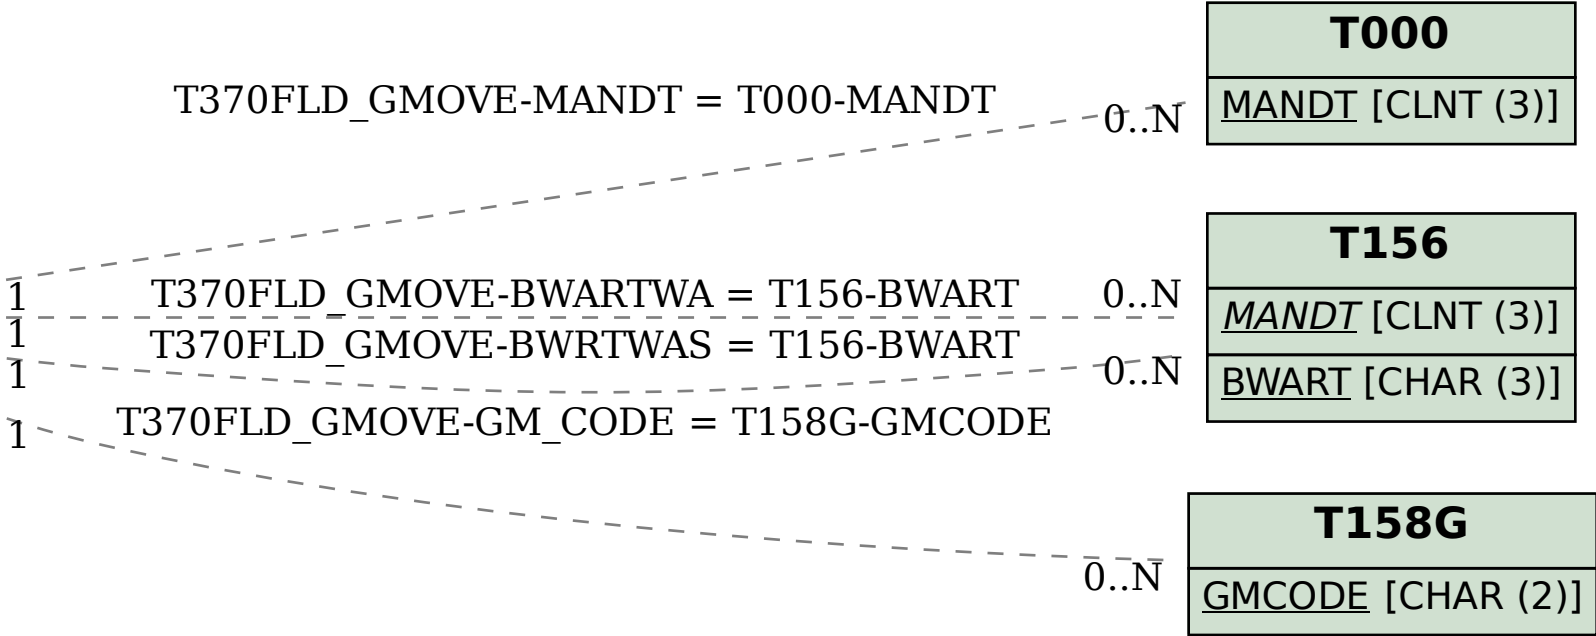 T000
T370FLD_GMOVE-MANDT = T000-MANDT
0..N
MANDT [CLNT (3)]
T156
1
T370FLD_GMOVE-BWARTWA = T156-BWART
0..N
MANDT [CLNT (3)]
1
T370FLD_GMOVE-BWRTWAS = T156-BWART
1
0..N
BWART [CHAR (3)]
T370FLD_GMOVE-GM_CODE = T158G-GMCODE
1
T158G
0..N
GMCODE [CHAR (2)]